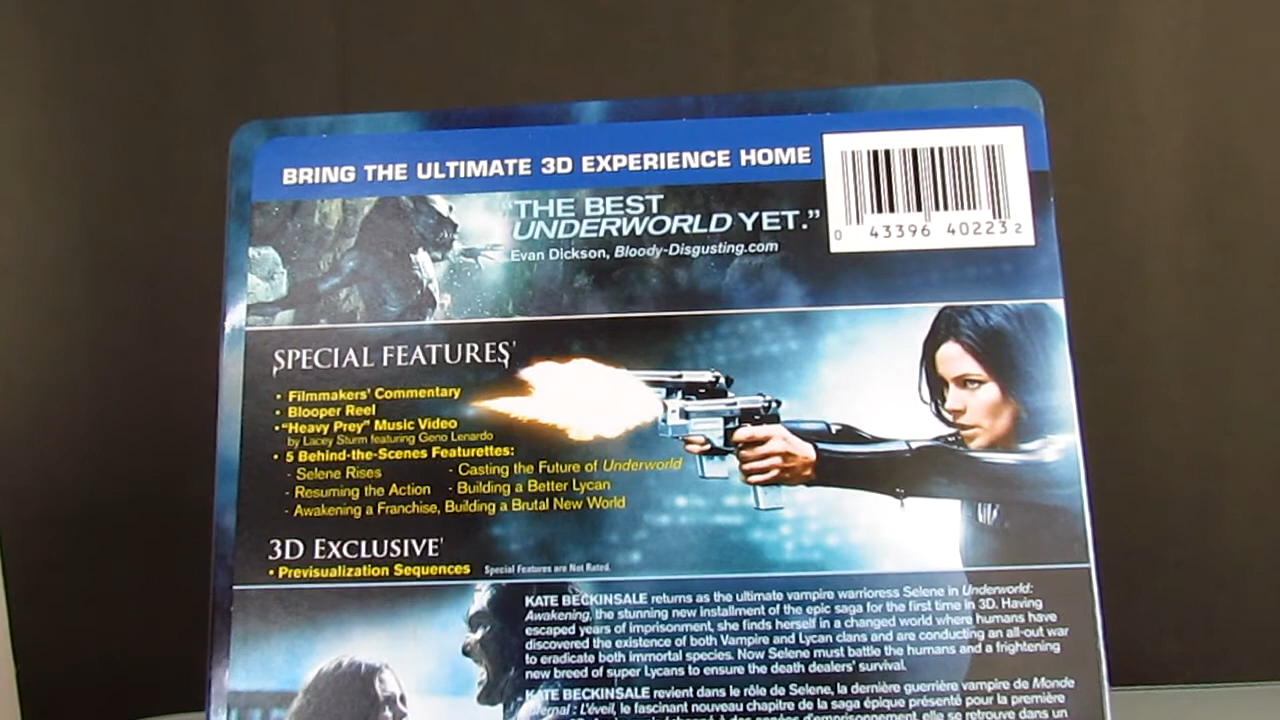 BRING THE ULTIMATE 3D EXPERIENCE HOME
"THE BEST
UNDERWORLD YET."
Evan Dickson, Bloody-Disgusting.com
0 43396 40223 2
SPECIAL FEATURES'
• Filmmakers' Commentary
• Blooper Reel
• "Heavy Prey" Music Video
by Lacey Sturm featuring Geno Lenardo
• 5 Behind-the-Scenes Featurettes:
- Selene Rises - Casting the Future of Underworld
- Resuming the Action - Building a Better Lycan
- Awakening a Franchise, Building a Brutal New World
3D EXCLUSIVE'
• Previsualization Sequences Special Features are Not Rated.
KATE BECKINSALE returns as the ultimate vampire warrioress Selene in Underworld:
Awakening, the stunning new installment of the epic saga for the first time in 3D. Having
escaped years of imprisonment, she finds herself in a changed world where humans have
discovered the existence of both Vampire and Lycan clans and are conducting an all-out war
to eradicate both immortal species. Now Selene must battle the humans and a frightening
new breed of super Lycans to ensure the death dealers' survival.
KATE BECKINSALE revient dans le rôle de Selene, la dernière guerrière vampire de Monde
: L'éveil, le fascinant nouveau chapitre de la saga épique présenté pour la première
à des années d'emprisonnement, elle se retrouve dans un